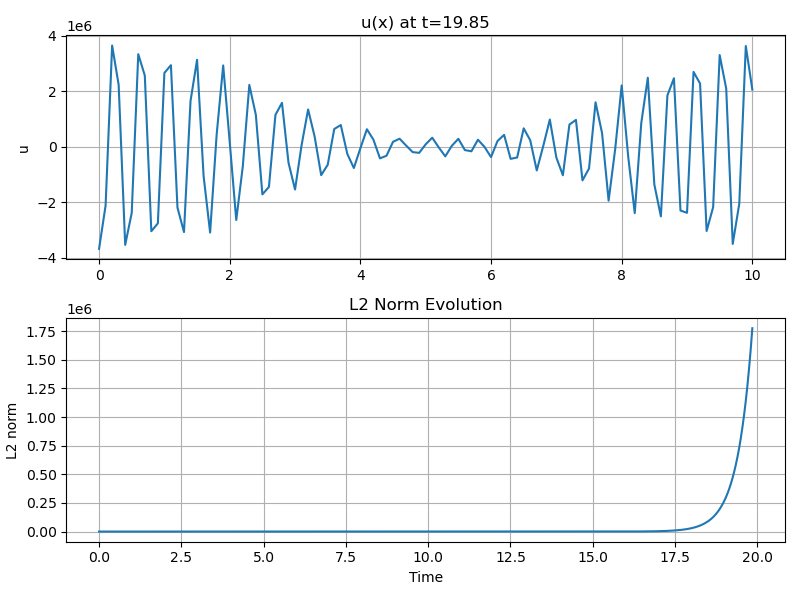 u(x) at t=19.85
1e6
4
2
0
−2
−4
u
0 2 4 6 8 10
L2 Norm Evolution
1e6
1.75
1.50
1.25
1.00
0.75
0.50
0.25
0.00
L2 norm
0.0 2.5 5.0 7.5 10.0 12.5 15.0 17.5 20.0
Time